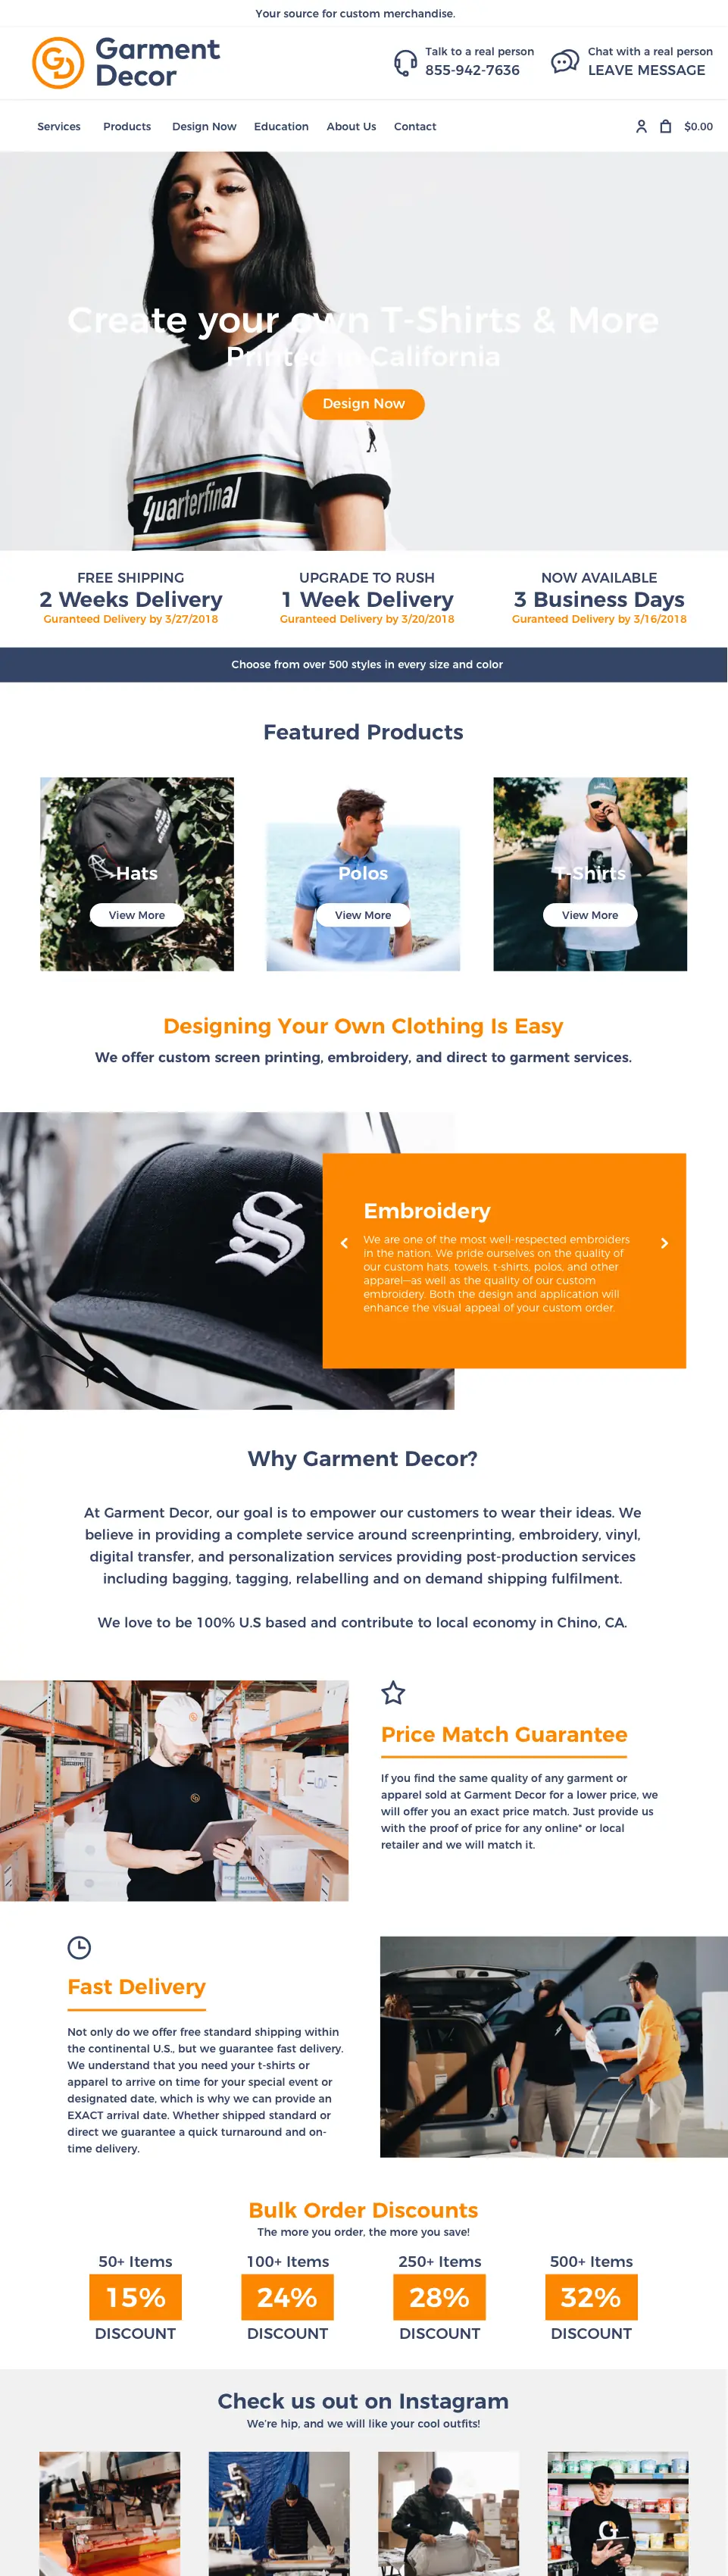 Your source for custom merchandise.
Garment
Decor
Talk to a real person
855-942-7636
Chat with a real person
LEAVE MESSAGE
Services Products Design Now Education About Us Contact
$0.00
Create your own T-Shirts & More
Printed in California
Design Now
Quarterfinal
FREE SHIPPING
2 Weeks Delivery
Guranteed Delivery by 3/27/2018
UPGRADE TO RUSH
1 Week Delivery
Guranteed Delivery by 3/20/2018
NOW AVAILABLE
3 Business Days
Guranteed Delivery by 3/16/2018
Choose from over 500 styles in every size and color
Featured Products
Hats
View More
Polos
View More
T-Shirts
View More
Designing Your Own Clothing Is Easy
We offer custom screen printing, embroidery, and direct to garment services.
S
Embroidery
We are one of the most well-respected embroiders
in the nation. We pride ourselves on the quality of
our custom hats, towels, t-shirts, polos, and other
apparel—as well as the quality of our custom
embroidery. Both the design and application will
enhance the visual appeal of your custom order.
Why Garment Decor?
At Garment Decor, our goal is to empower our customers to wear their ideas. We
believe in providing a complete service around screenprinting, embroidery, vinyl,
digital transfer, and personalization services providing post-production services
including bagging, tagging, relabelling and on demand shipping fulfilment.
We love to be 100% U.S based and contribute to local economy in Chino, CA.
Price Match Guarantee
If you find the same quality of any garment or
apparel sold at Garment Decor for a lower price, we
will offer you an exact price match. Just provide us
with the proof of price for any online* or local
retailer and we will match it.
Fast Delivery
Not only do we offer free standard shipping within
the continental U.S., but we guarantee fast delivery.
We understand that you need your t-shirts or
apparel to arrive on time for your special event or
designated date, which is why we can provide an
EXACT arrival date. Whether shipped standard or
direct we guarantee a quick turnaround and on-
time delivery.
Bulk Order Discounts
The more you order, the more you save!
50+ Items
15%
DISCOUNT
100+ Items
24%
DISCOUNT
250+ Items
28%
DISCOUNT
500+ Items
32%
DISCOUNT
Check us out on Instagram
We're hip, and we will like your cool outfits!